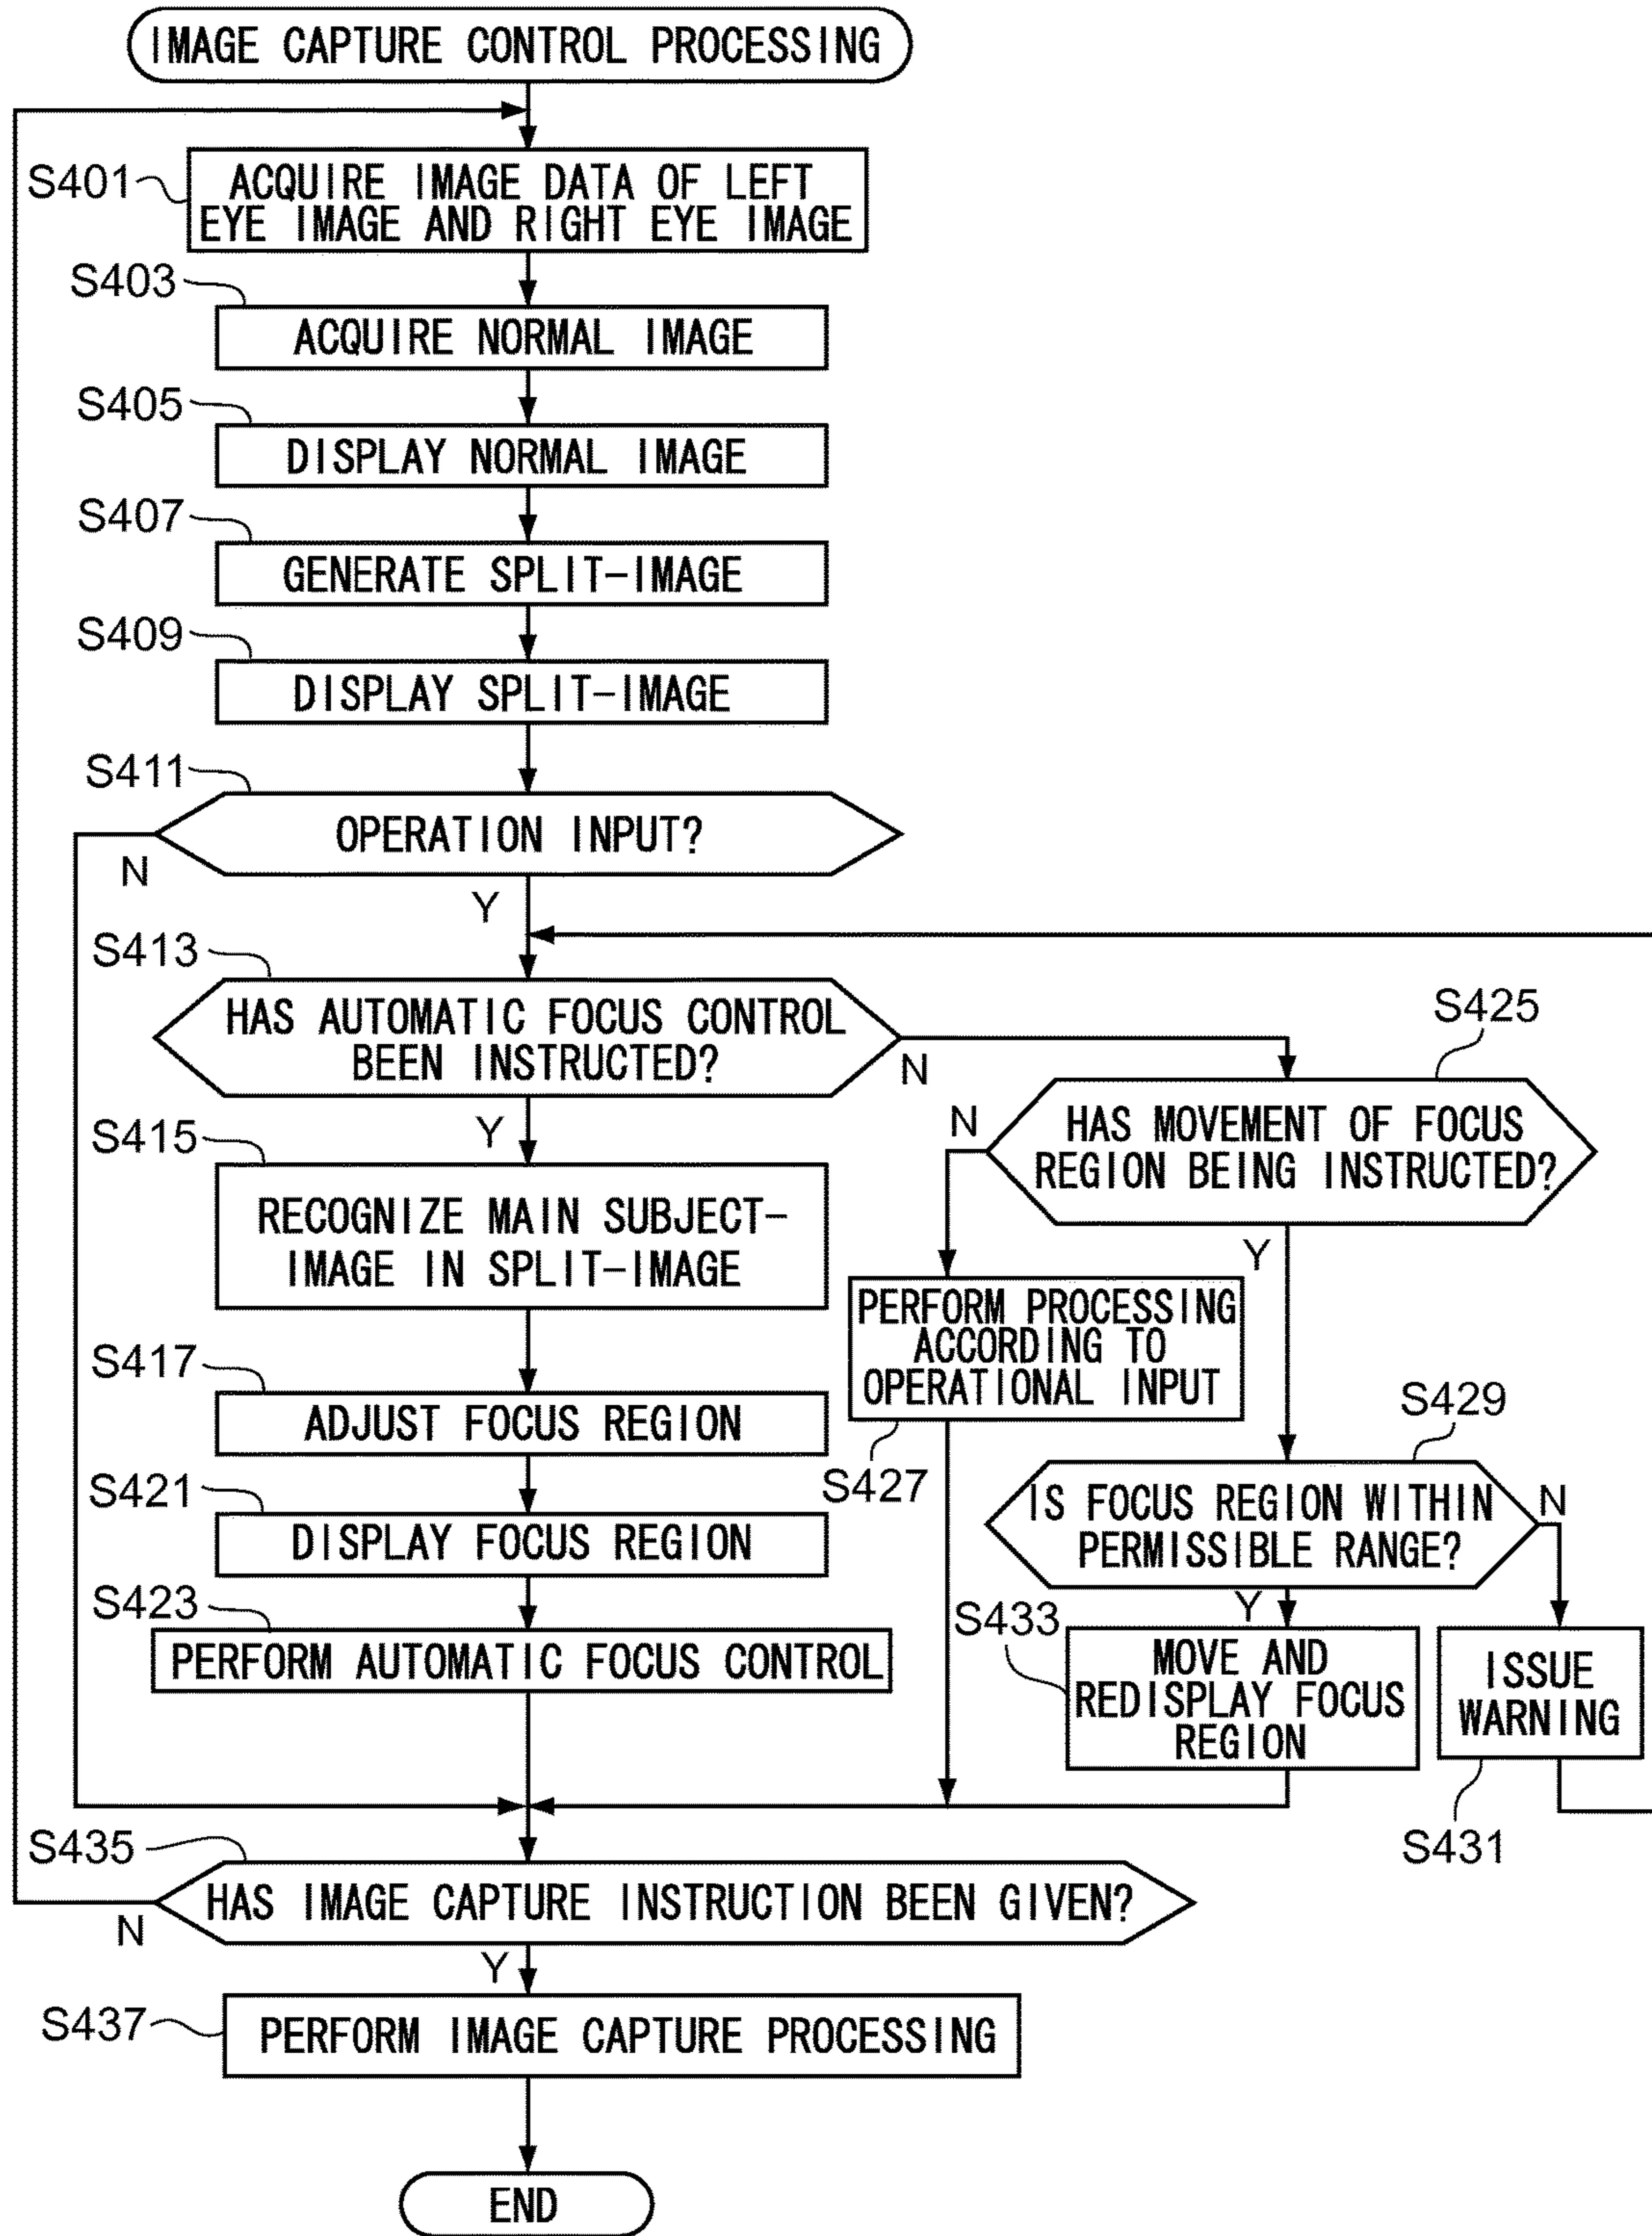 IMAGE CAPTURE CONTROL PROCESSING
S401
ACQUIRE IMAGE DATA OF LEFT
EYE IMAGE AND RIGHT EYE IMAGE
S403
ACQUIRE NORMAL IMAGE
S405
DISPLAY NORMAL IMAGE
S407
GENERATE SPLIT-IMAGE
S409
DISPLAY SPLIT-IMAGE
S411
OPERATION INPUT?
N
Y
S413
HAS AUTOMATIC FOCUS CONTROL
BEEN INSTRUCTED?
N
Y
S415
RECOGNIZE MAIN SUBJECT-
IMAGE IN SPLIT-IMAGE
S417
ADJUST FOCUS REGION
S421
DISPLAY FOCUS REGION
S423
PERFORM AUTOMATIC FOCUS CONTROL
S425
HAS MOVEMENT OF FOCUS
REGION BEING INSTRUCTED?
N
Y
PERFORM PROCESSING
ACCORDING TO
OPERATIONAL INPUT
S427
S429
IS FOCUS REGION WITHIN
PERMISSIBLE RANGE?
N
Y
S433
MOVE AND
REDISPLAY FOCUS
REGION
ISSUE
WARNING
S431
S435
HAS IMAGE CAPTURE INSTRUCTION BEEN GIVEN?
N
Y
S437
PERFORM IMAGE CAPTURE PROCESSING
END